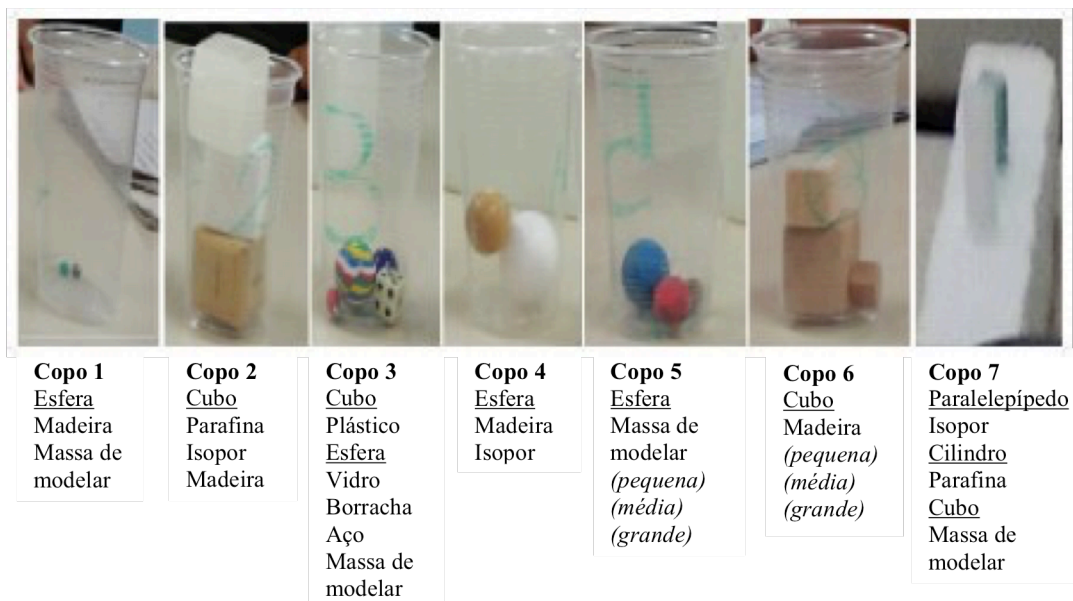 Copo 1
Esfera
Madeira
Massa de
modelar
Copo 2
Cubo
Parafina
Isopor
Madeira
Copo 3
Cubo
Plástico
Esfera
Vidro
Borracha
Aço
Massa de
modelar
Copo 4
Esfera
Madeira
Isopor
Copo 5
Esfera
Massa de
modelar
(pequena)
(média)
(grande)
Copo 6
Cubo
Madeira
(pequena)
(média)
(grande)
Copo 7
Paralelepípedo
Isopor
Cilindro
Parafina
Cubo
Massa de
modelar